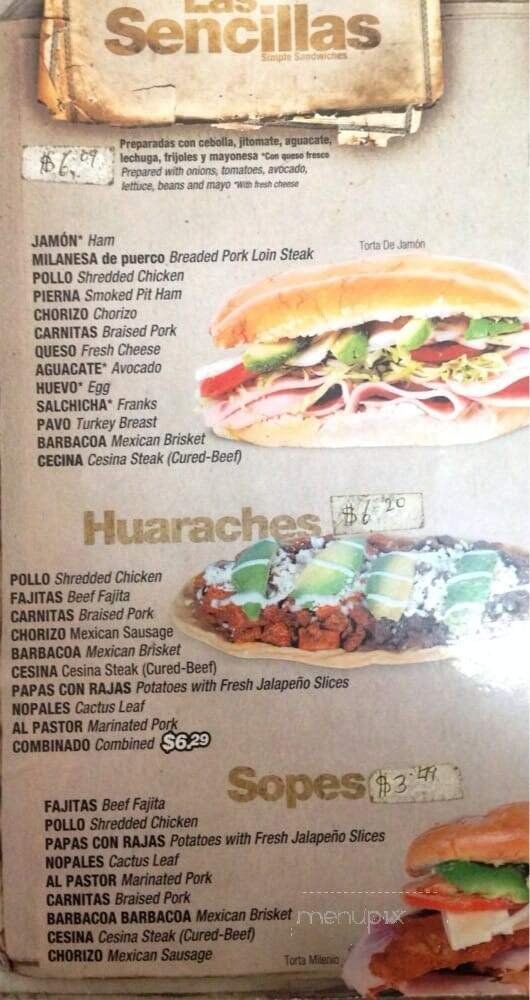 Las
Sencillas
Simple Sandwiches
$6.09
Preparadas con cebolla, jitomate, aguacate,
lechuga, frijoles y mayonesa *Con queso fresco
Prepared with onions, tomatoes, avocado,
lettuce, beans and mayo *With fresh cheese
JAMÓN* Ham
MILANESA de puerco Breaded Pork Loin Steak
POLLO Shredded Chicken
PIERNA Smoked Pit Ham
CHORIZO Chorizo
CARNITAS Braised Pork
QUESO Fresh Cheese
AGUACATE* Avocado
HUEVO* Egg
SALCHICHA* Franks
PAVO Turkey Breast
BARBACOA Mexican Brisket
CECINA Cesina Steak (Cured-Beef)
Torta De Jamón
Huaraches $6.20
POLLO Shredded Chicken
FAJITAS Beef Fajita
CARNITAS Braised Pork
CHORIZO Mexican Sausage
BARBACOA Mexican Brisket
CESINA Cesina Steak (Cured-Beef)
PAPAS CON RAJAS Potatoes with Fresh Jalapeño Slices
NOPALES Cactus Leaf
AL PASTOR Marinated Pork
COMBINADO Combined $6.29
Sopes $3.49
FAJITAS Beef Fajita
POLLO Shredded Chicken
PAPAS CON RAJAS Potatoes with Fresh Jalapeño Slices
NOPALES Cactus Leaf
AL PASTOR Marinated Pork
CARNITAS Braised Pork
BARBACOA BARBACOA Mexican Brisket
CESINA Cesina Steak (Cured-Beef)
CHORIZO Mexican Sausage
menupix
Torta Milenio